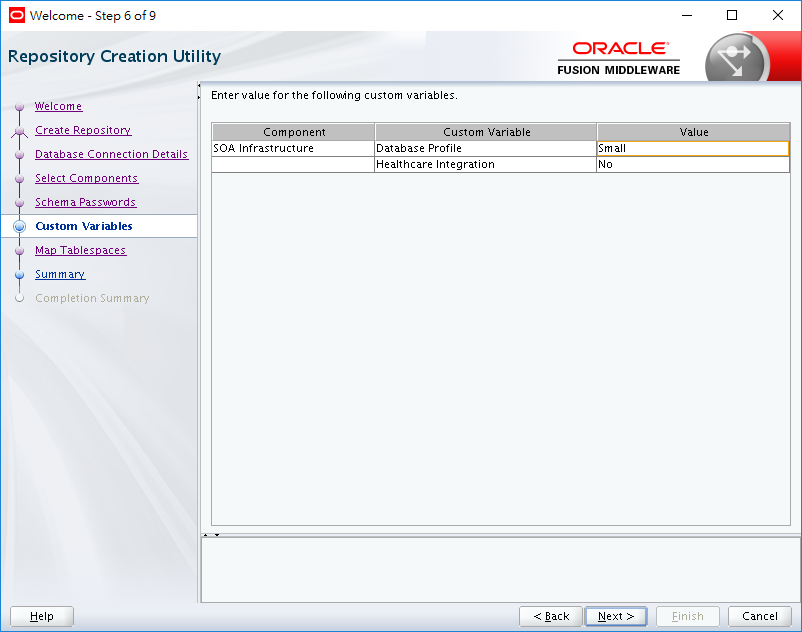 Welcome - Step 6 of 9
Repository Creation Utility
ORACLE®
FUSION MIDDLEWARE
Welcome
Create Repository
Database Connection Details
Select Components
Schema Passwords
Custom Variables
Map Tablespaces
Summary
Completion Summary
Enter value for the following custom variables.
Component Custom Variable Value
SOA Infrastructure Database Profile Small
Healthcare Integration No
Help < Back Next > Finish Cancel